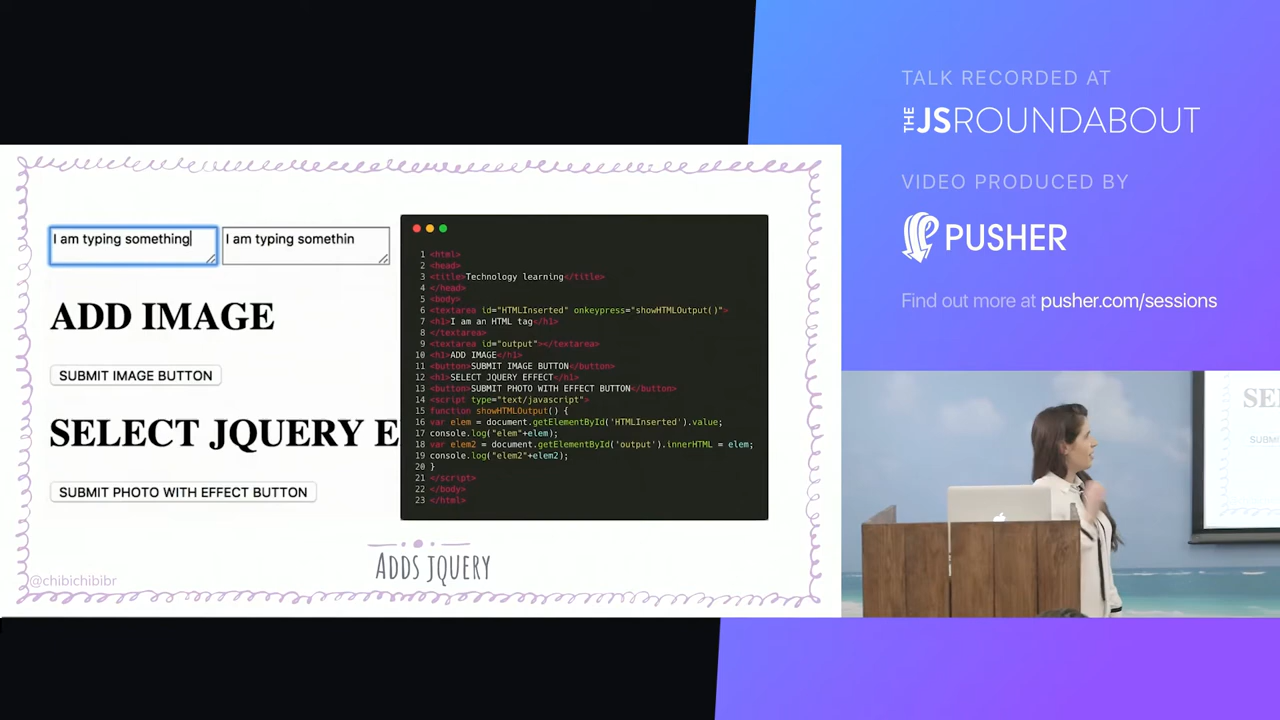 TALK RECORDED AT
THE JSROUNDABOUT
VIDEO PRODUCED BY
PUSHER
Find out more at pusher.com/sessions
I am typing something
I am typing somethin
ADD IMAGE
SUBMIT IMAGE BUTTON
SELECT JQUERY E
SUBMIT PHOTO WITH EFFECT BUTTON
1 <html>
2 <head>
3 <title>Technology learning</title>
4 </head>
5 <body>
6 <textarea id="HTMLInserted" onkeypress="showHTMLOutput()">
7 <h1>I am an HTML tag</h1>
8 </textarea>
9 <textarea id="output"></textarea>
10 <h1>ADD IMAGE</h1>
11 <button>SUBMIT IMAGE BUTTON</button>
12 <h1>SELECT JQUERY EFFECT</h1>
13 <button>SUBMIT PHOTO WITH EFFECT BUTTON</button>
14 <script type="text/javascript">
15 function showHTMLOutput() {
16 var elem = document.getElementById('HTMLInserted').value;
17 console.log("elem"+elem);
18 var elem2 = document.getElementById('output').innerHTML = elem;
19 console.log("elem2"+elem2);
20 }
21 </script>
22 </body>
23 </html>
ADDS JQUERY
@chibichibibr
SE
SUBMI